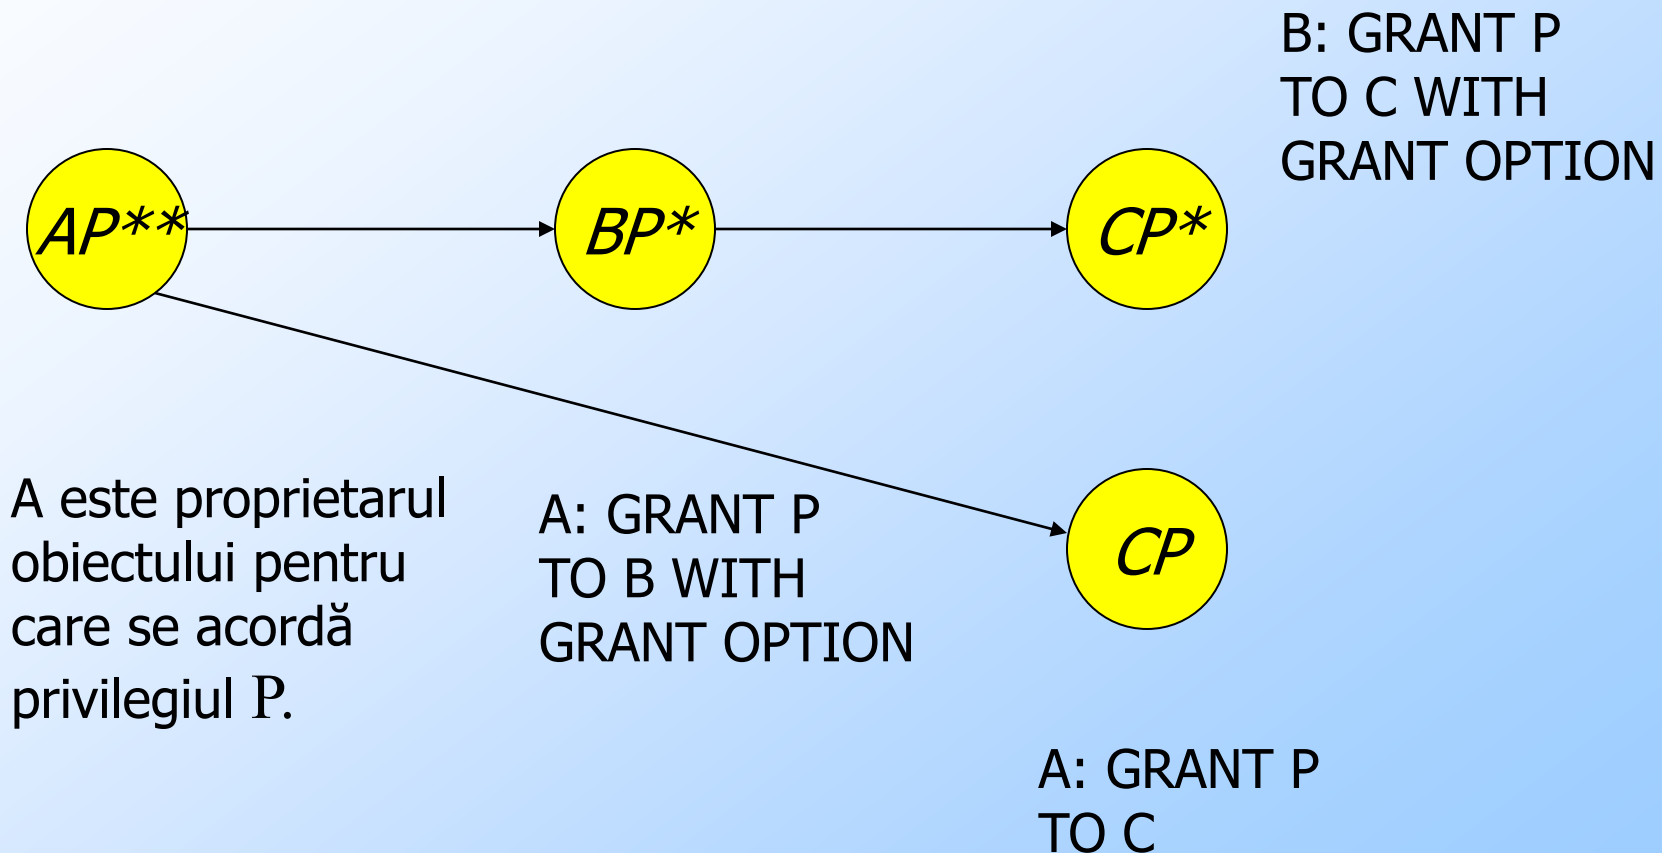 B: GRANT P
TO C WITH
GRANT OPTION
AP**
BP*
CP*
A este proprietarul
obiectului pentru
care se acordă
privilegiul P.
A: GRANT P
TO B WITH
GRANT OPTION
CP
A: GRANT P
TO C